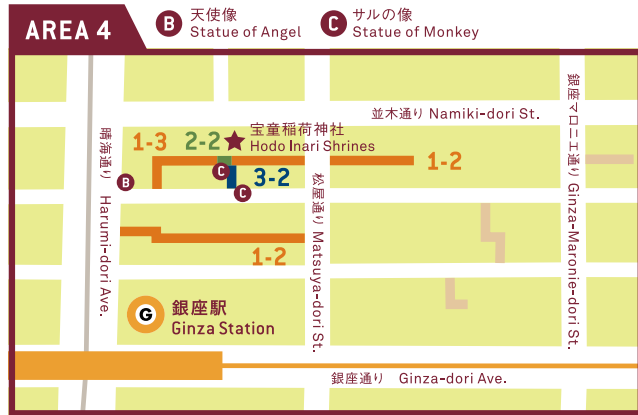 AREA 4
B 天使像
Statue of Angel
C サルの像
Statue of Monkey
並木通り Namiki-dori St.
宝童稲荷神社
Hodo Inari Shrines
1-3
2-2
1-2
3-2
B
C
C
1-2
晴海通り Harumi-dori Ave.
松屋通り Matsuya-dori St.
銀座マロニエ通り Ginza-Maronie-dori St.
G
銀座駅
Ginza Station
銀座通り Ginza-dori Ave.